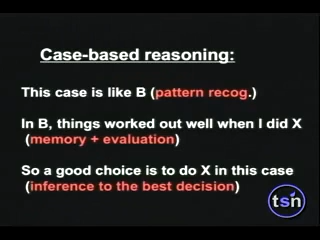 Case-based reasoning:
This case is like B (pattern recog.)
In B, things worked out well when I did X
(memory + evaluation)
So a good choice is to do X in this case
(inference to the best decision)
tsn